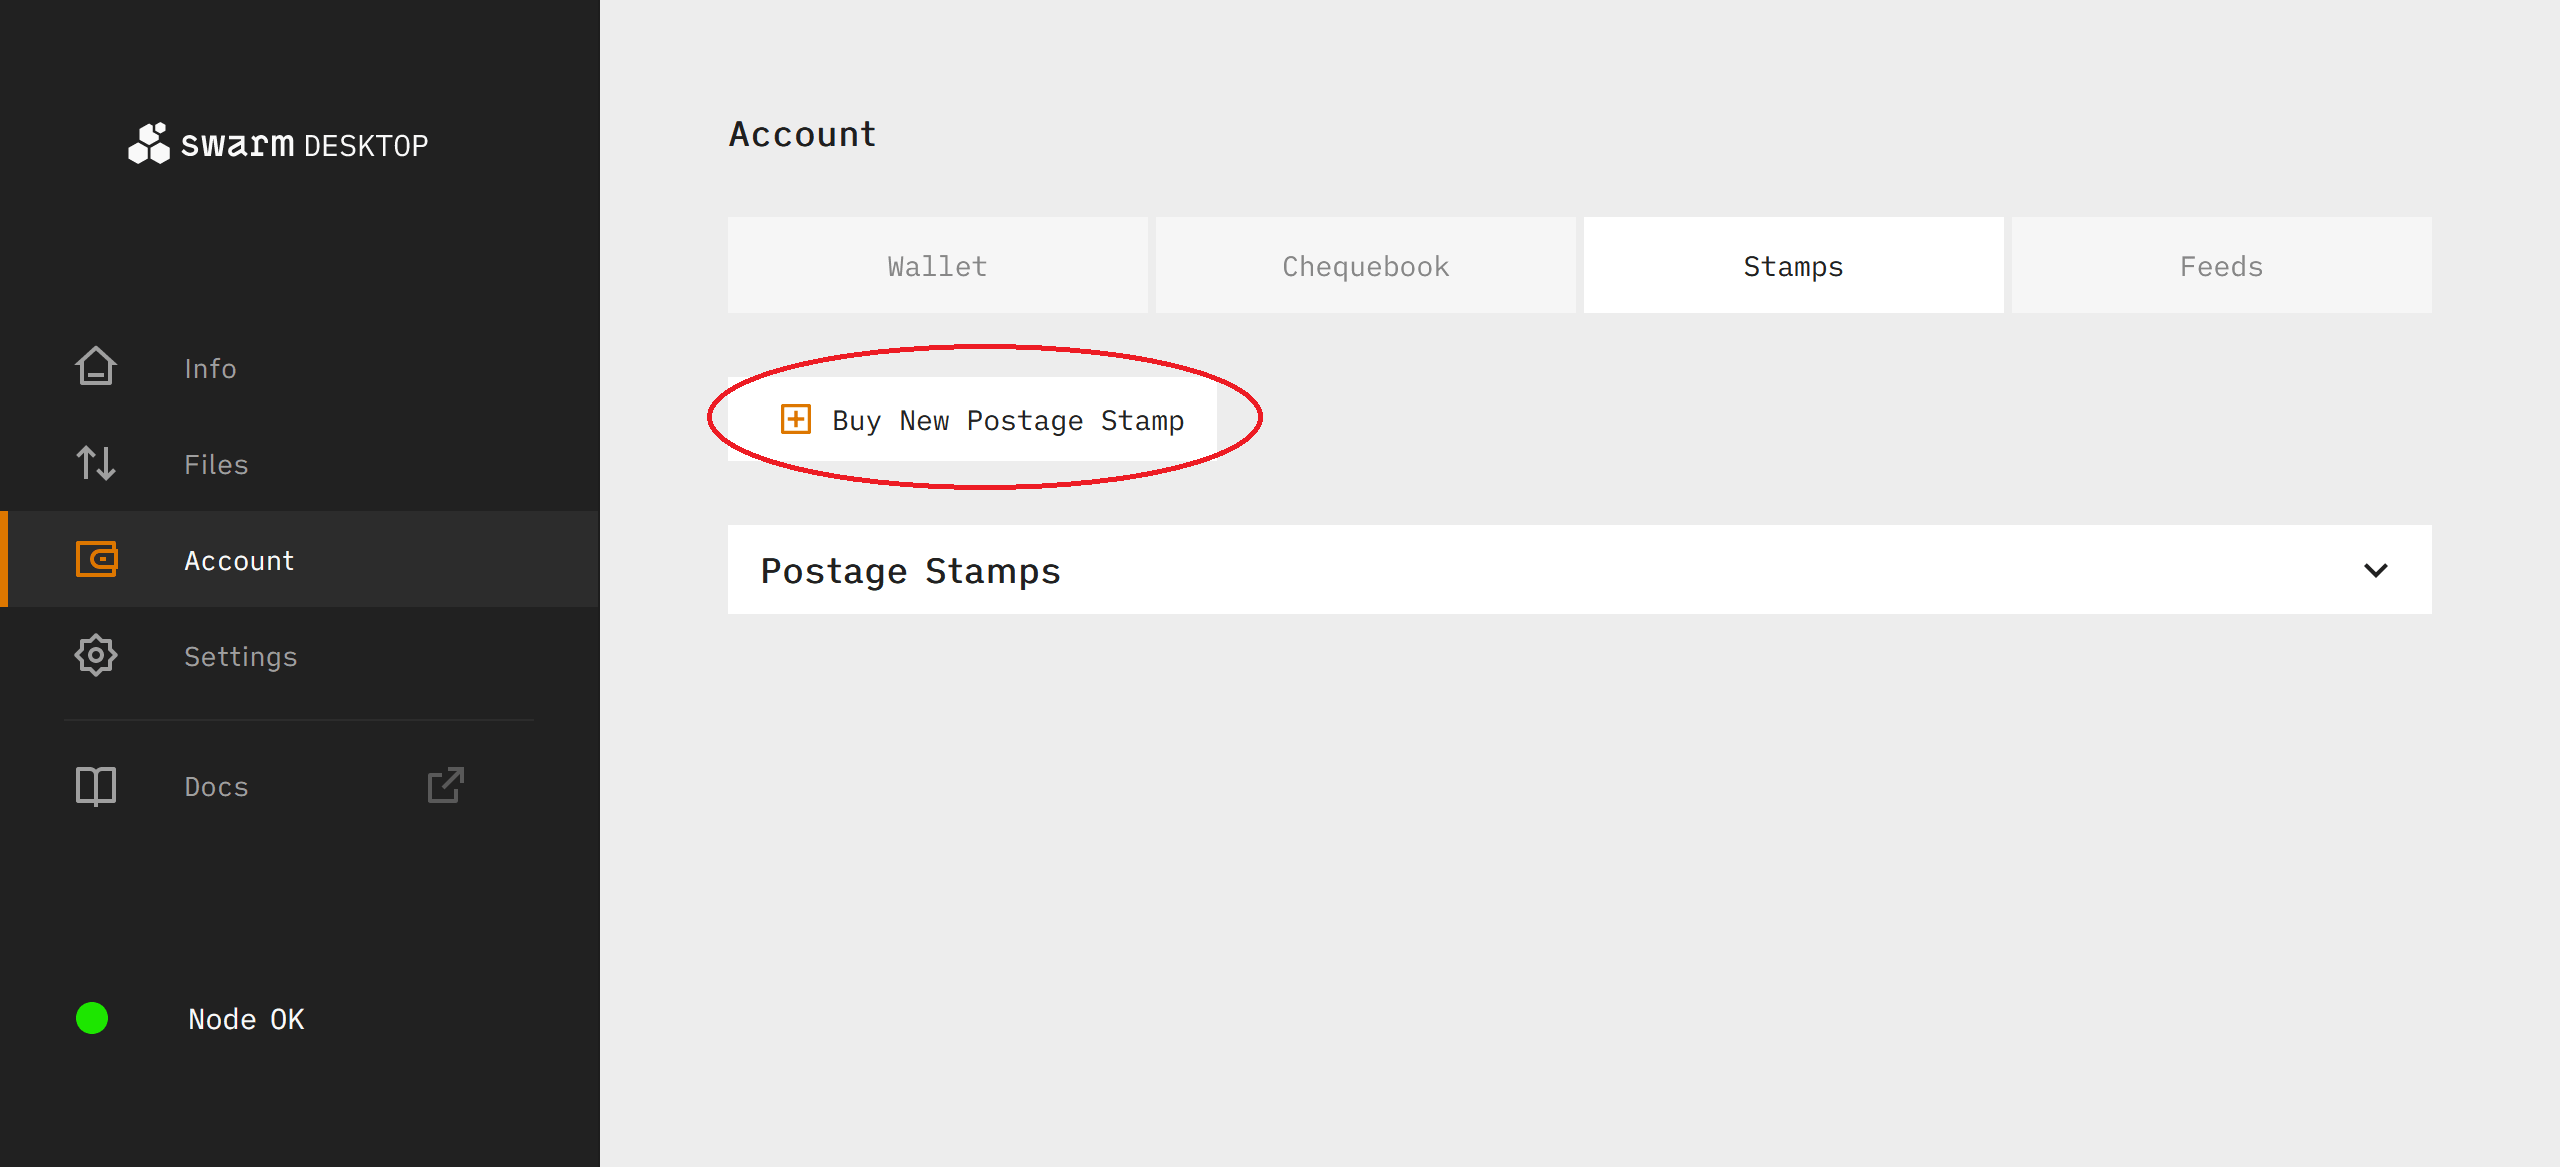 swarm DESKTOP
Info
Files
Account
Settings
Docs
Node OK
Account
Wallet
Chequebook
Stamps
Feeds
Buy New Postage Stamp
Postage Stamps